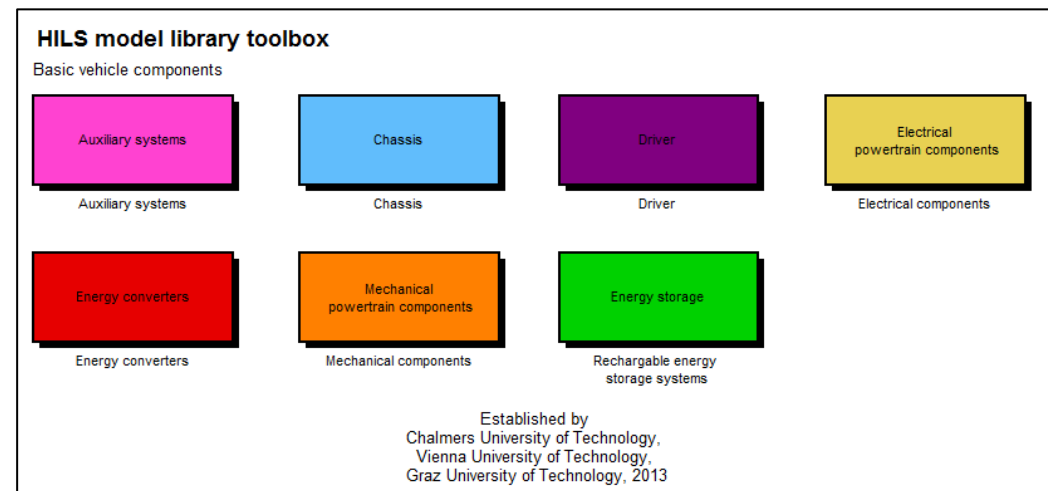 HILS model library toolbox
Basic vehicle components
Auxiliary systems
Chassis
Driver
Electrical
powertrain components
Auxiliary systems
Chassis
Driver
Electrical components
Energy converters
Mechanical
powertrain components
Energy storage
Energy converters
Mechanical components
Rechargable energy
storage systems
Established by
Chalmers University of Technology,
Vienna University of Technology,
Graz University of Technology, 2013